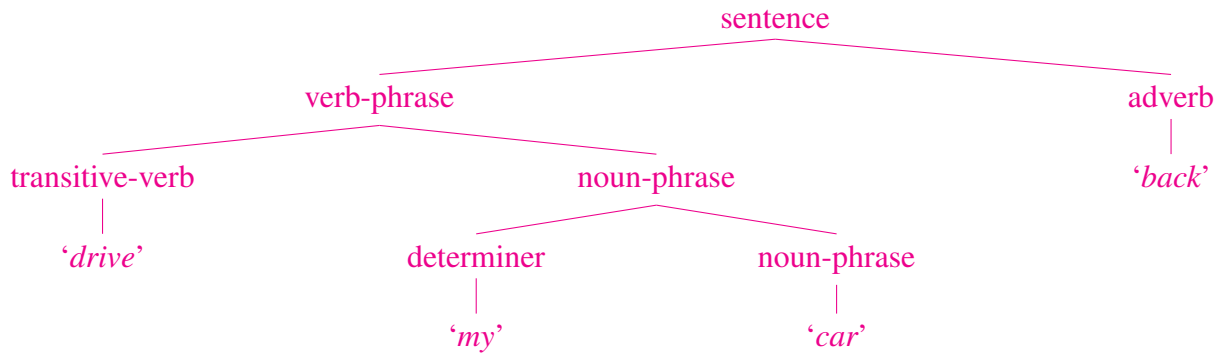 sentence
verb-phrase adverb
transitive-verb noun-phrase ‘back’
‘drive’ determiner noun-phrase
‘my’ ‘car’